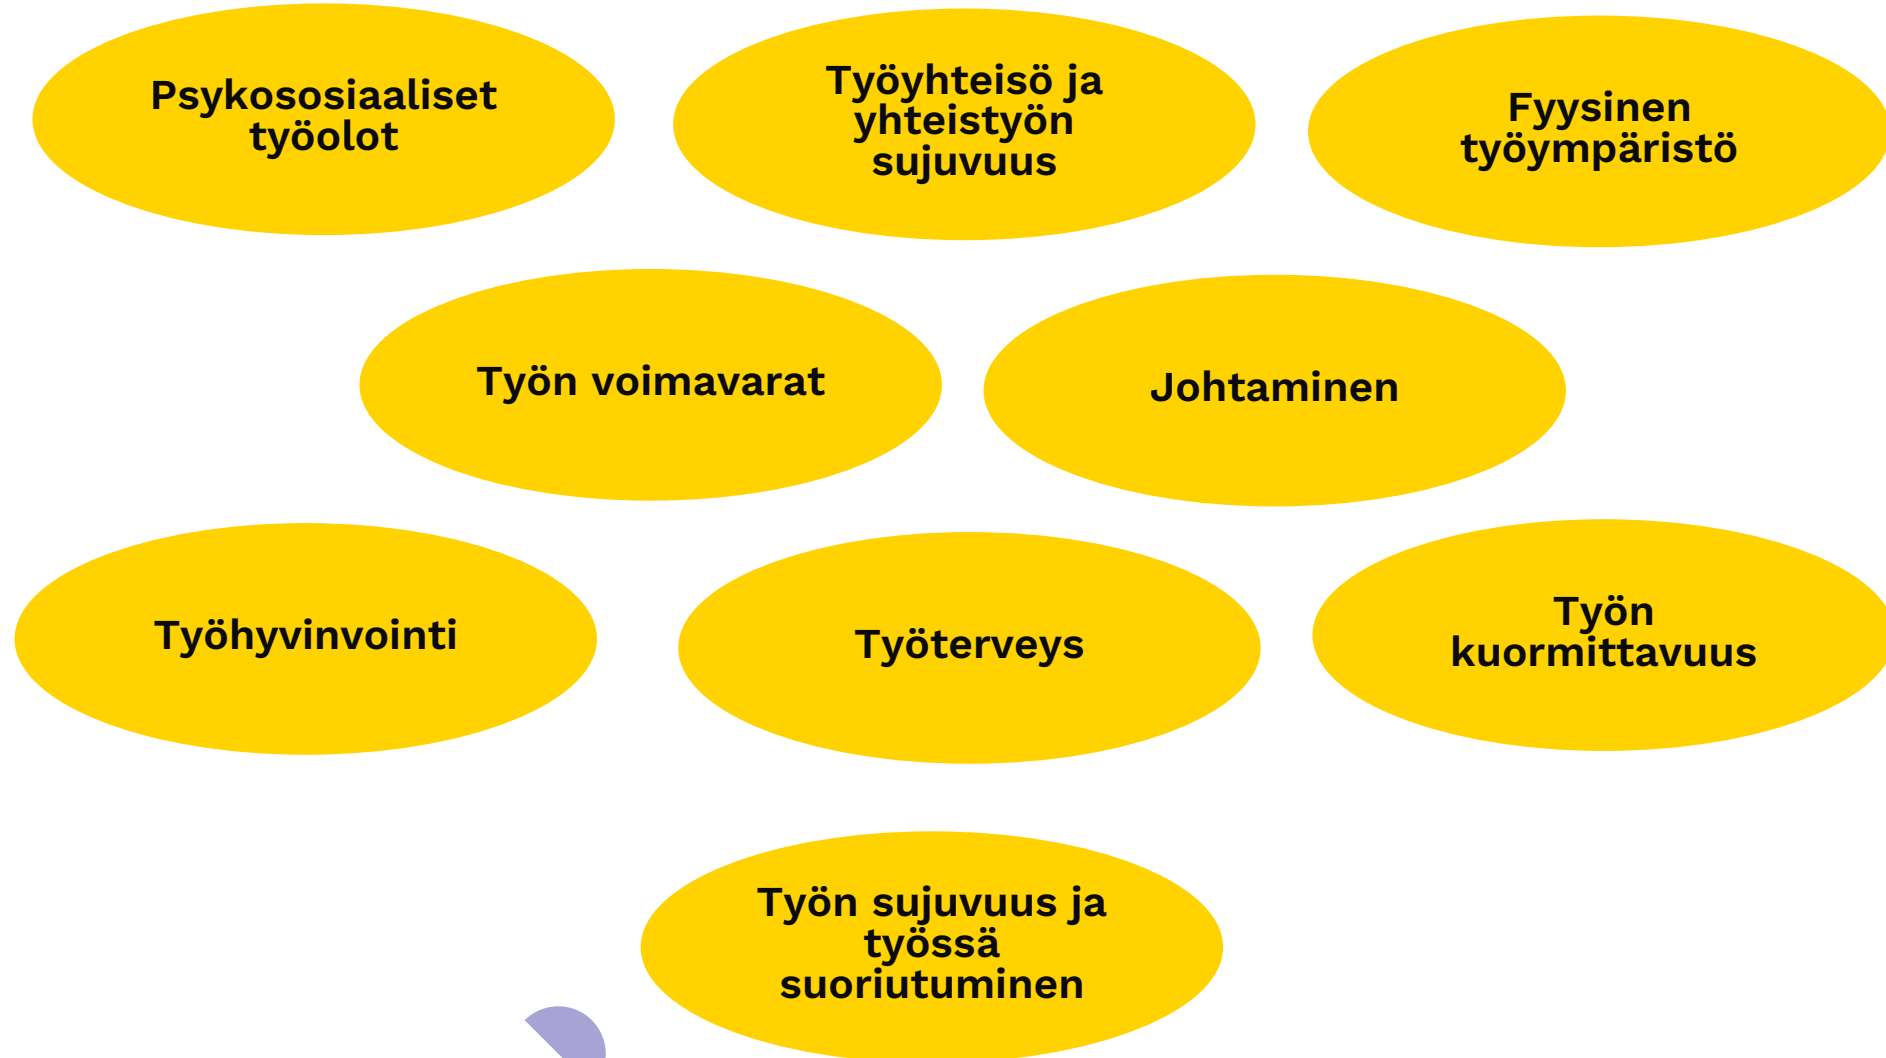 Psykososiaaliset
työolot
Työyhteisö ja
yhteistyön
sujuvuus
Fyysinen
työympäristö
Työn voimavarat
Johtaminen
Työhyvinvointi
Työterveys
Työn
kuormittavuus
Työn sujuvuus ja
työssä
suoriutuminen